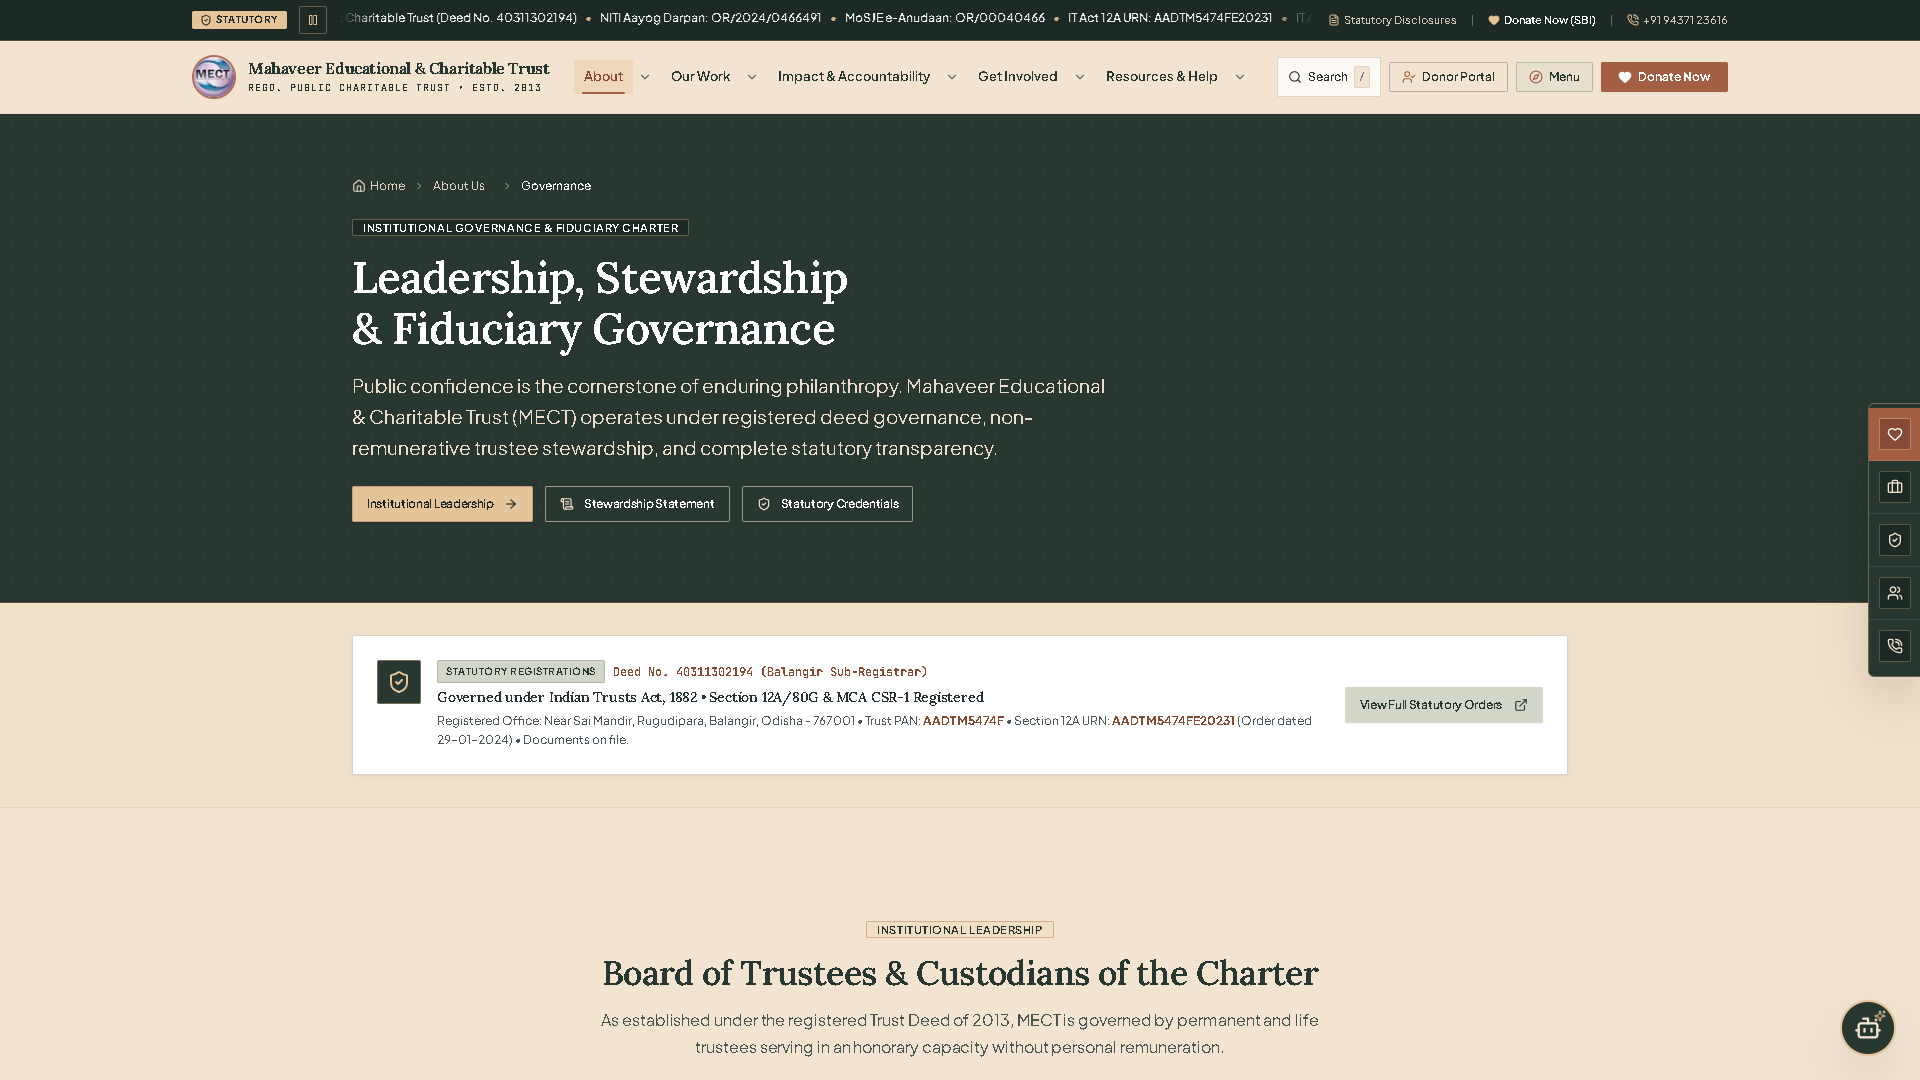 STATUTORY
: Charitable Trust (Deed No. 40311302194) • NITI Aayog Darpan: OR/2024/0466491 • MoSJE e-Anudaan: OR/00040466 • IT Act 12A URN: AADTM5474FE20231 • IT
Statutory Disclosures
Donate Now (SBI)
+91 94371 23616
MECT
Mahaveer Educational & Charitable Trust
REGD. PUBLIC CHARITABLE TRUST • ESTD. 2013
About
Our Work
Impact & Accountability
Get Involved
Resources & Help
Search /
Donor Portal
Menu
Donate Now
Home > About Us > Governance
INSTITUTIONAL GOVERNANCE & FIDUCIARY CHARTER
Leadership, Stewardship
& Fiduciary Governance
Public confidence is the cornerstone of enduring philanthropy. Mahaveer Educational
& Charitable Trust (MECT) operates under registered deed governance, non-
remunerative trustee stewardship, and complete statutory transparency.
Institutional Leadership
Stewardship Statement
Statutory Credentials
STATUTORY REGISTRATIONS Deed No. 40311302194 (Balangir Sub-Registrar)
Governed under Indian Trusts Act, 1882 • Section 12A/80G & MCA CSR-1 Registered
Registered Office: Near Sai Mandir, Rugudipara, Balangir, Odisha - 767001 • Trust PAN: AADTM5474F • Section 12A URN: AADTM5474FE20231 (Order dated
29-01-2024) • Documents on file.
View Full Statutory Orders
INSTITUTIONAL LEADERSHIP
Board of Trustees & Custodians of the Charter
As established under the registered Trust Deed of 2013, MECT is governed by permanent and life
trustees serving in an honorary capacity without personal remuneration.